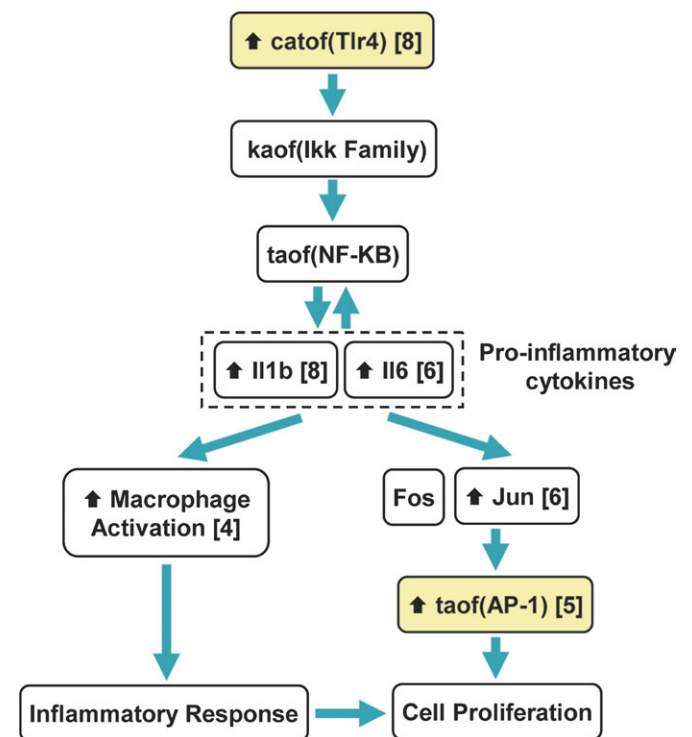 ⬆ catof(Tlr4) [8]
kaof(Ikk Family)
taof(NF-KB)
⬆ Il1b [8]
⬆ Il6 [6]
Pro-inflammatory
cytokines
⬆ Macrophage
Activation [4]
Fos
⬆ Jun [6]
⬆ taof(AP-1) [5]
Inflammatory Response
Cell Proliferation